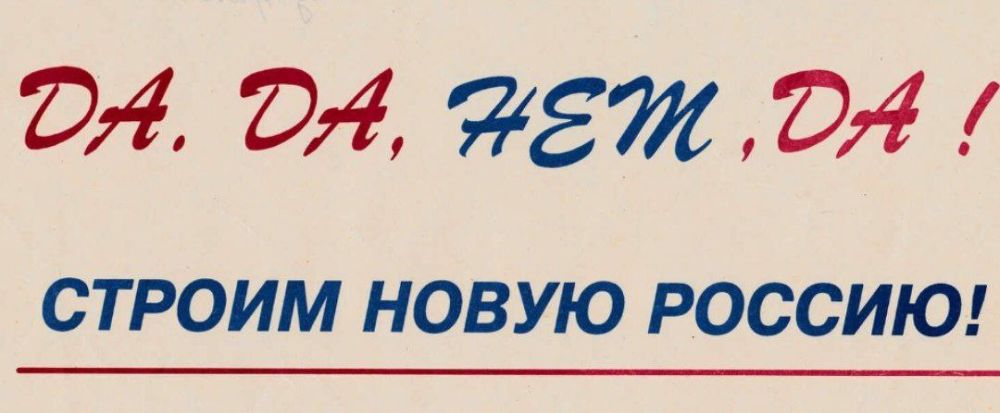 ДА. ДА, НЕТ ,ДА !
СТРОИМ НОВУЮ РОССИЮ!